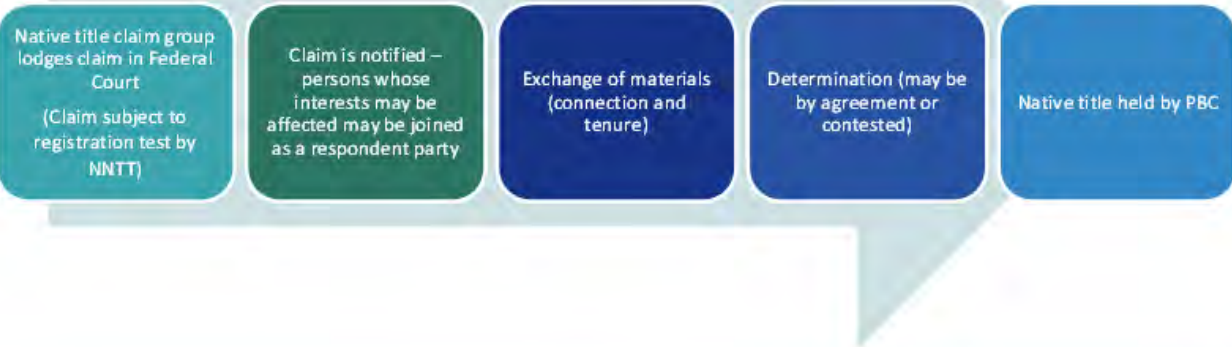 Native title claim group
lodges claim in Federal
Court
(Claim subject to
registration test by
NNTT)
Claim is notified –
persons whose
interests may be
affected may be joined
as a respondent party
Exchange of materials
(connection and
tenure)
Determination (may be
by agreement or
contested)
Native title held by PBC